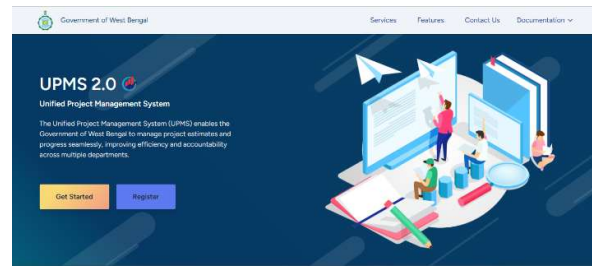 Government of West Bengal
Services Features Contact Us Documentation
UPMS 2.0
Unified Project Management System
The Unified Project Management System (UPMS) enables the
Government of West Bengal to manage project estimates and
progress seamlessly, improving efficiency and accountability
across multiple departments.
Get Started Register